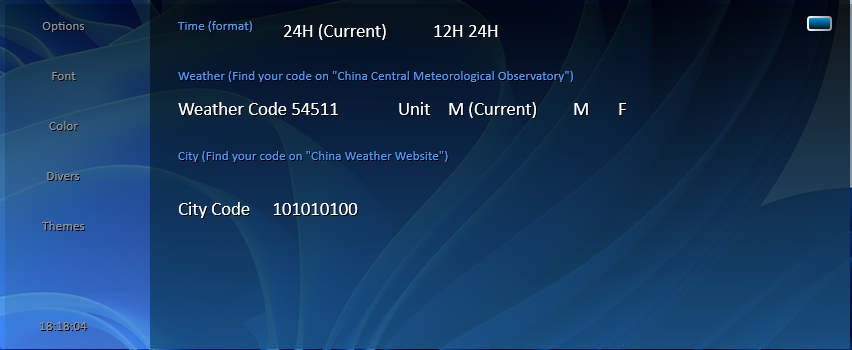 Options
Font
Color
Divers
Themes
18:18:04
Time (format) 24H (Current) 12H 24H
Weather (Find your code on "China Central Meteorological Observatory")
Weather Code 54511 Unit M (Current) M F
City (Find your code on "China Weather Website")
City Code 101010100